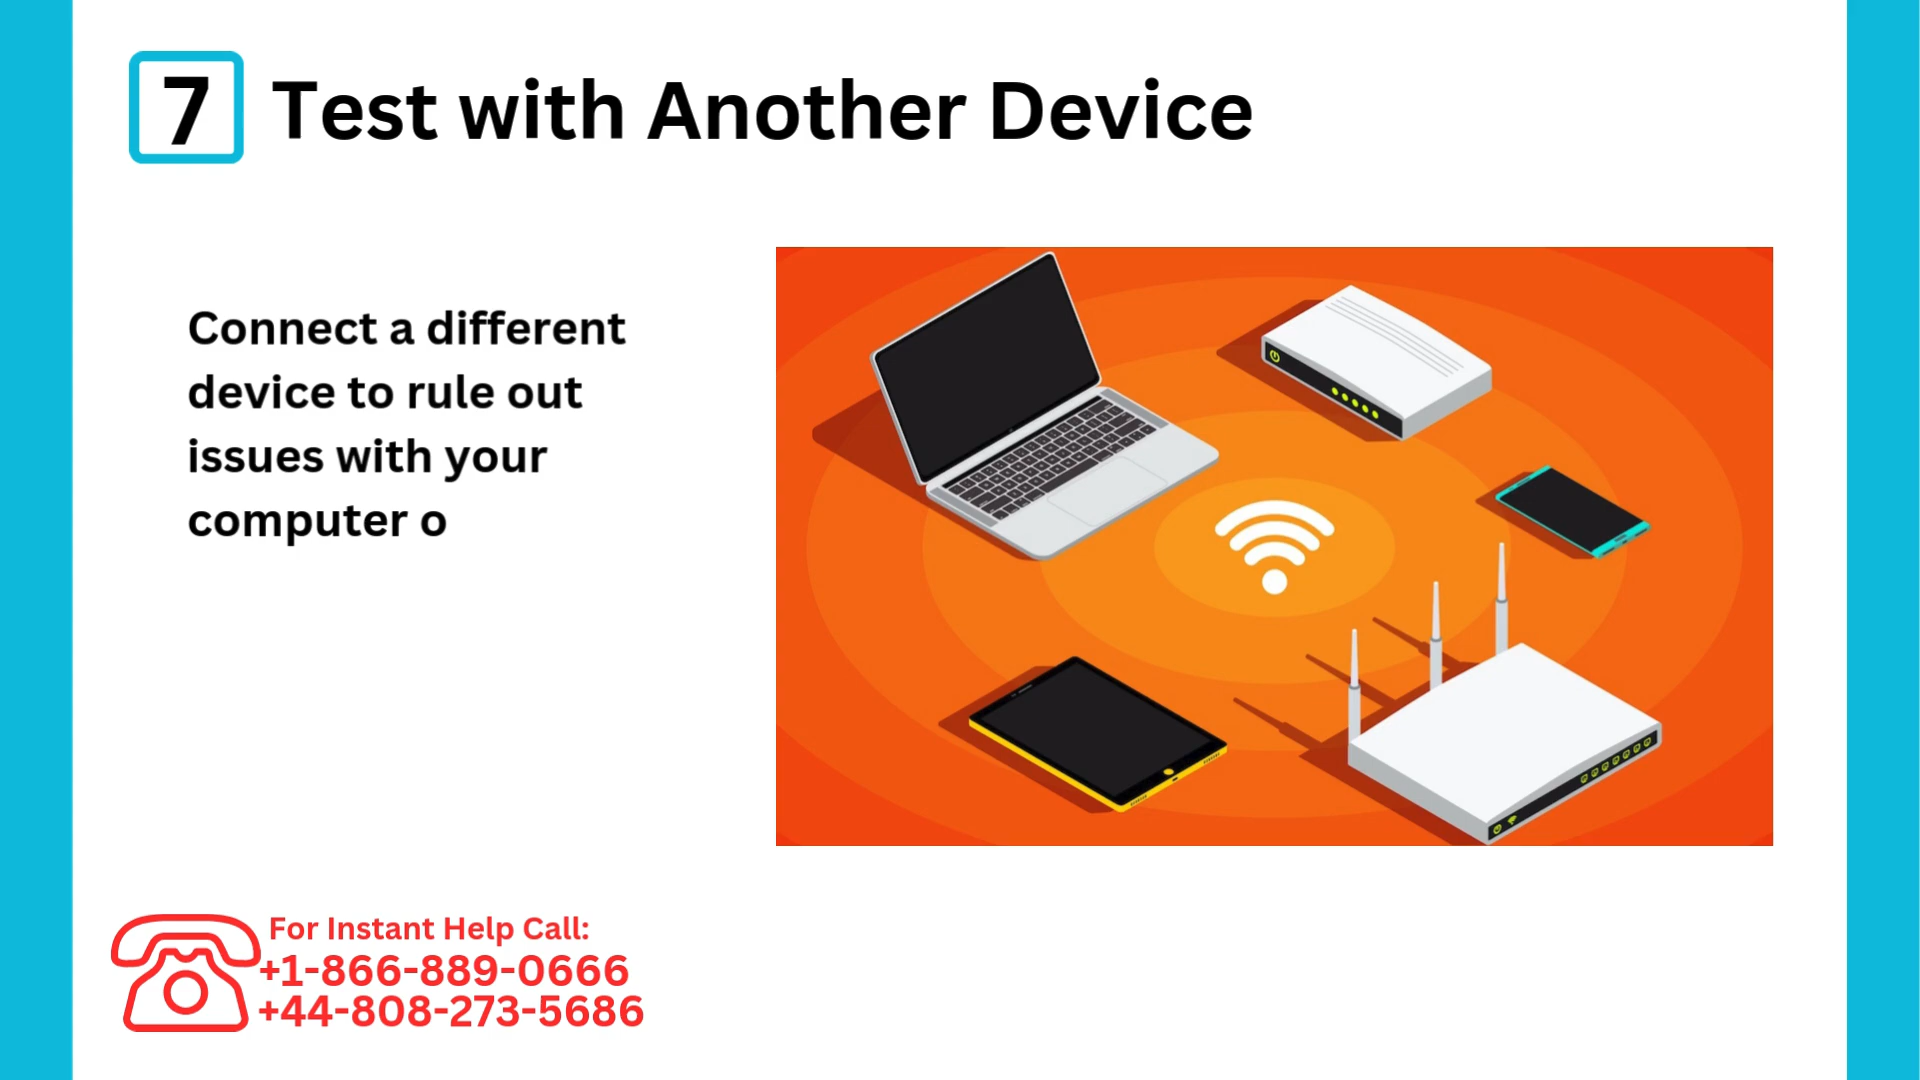 7 Test with Another Device
Connect a different
device to rule out
issues with your
computer o
For Instant Help Call:
+1-866-889-0666
+44-808-273-5686